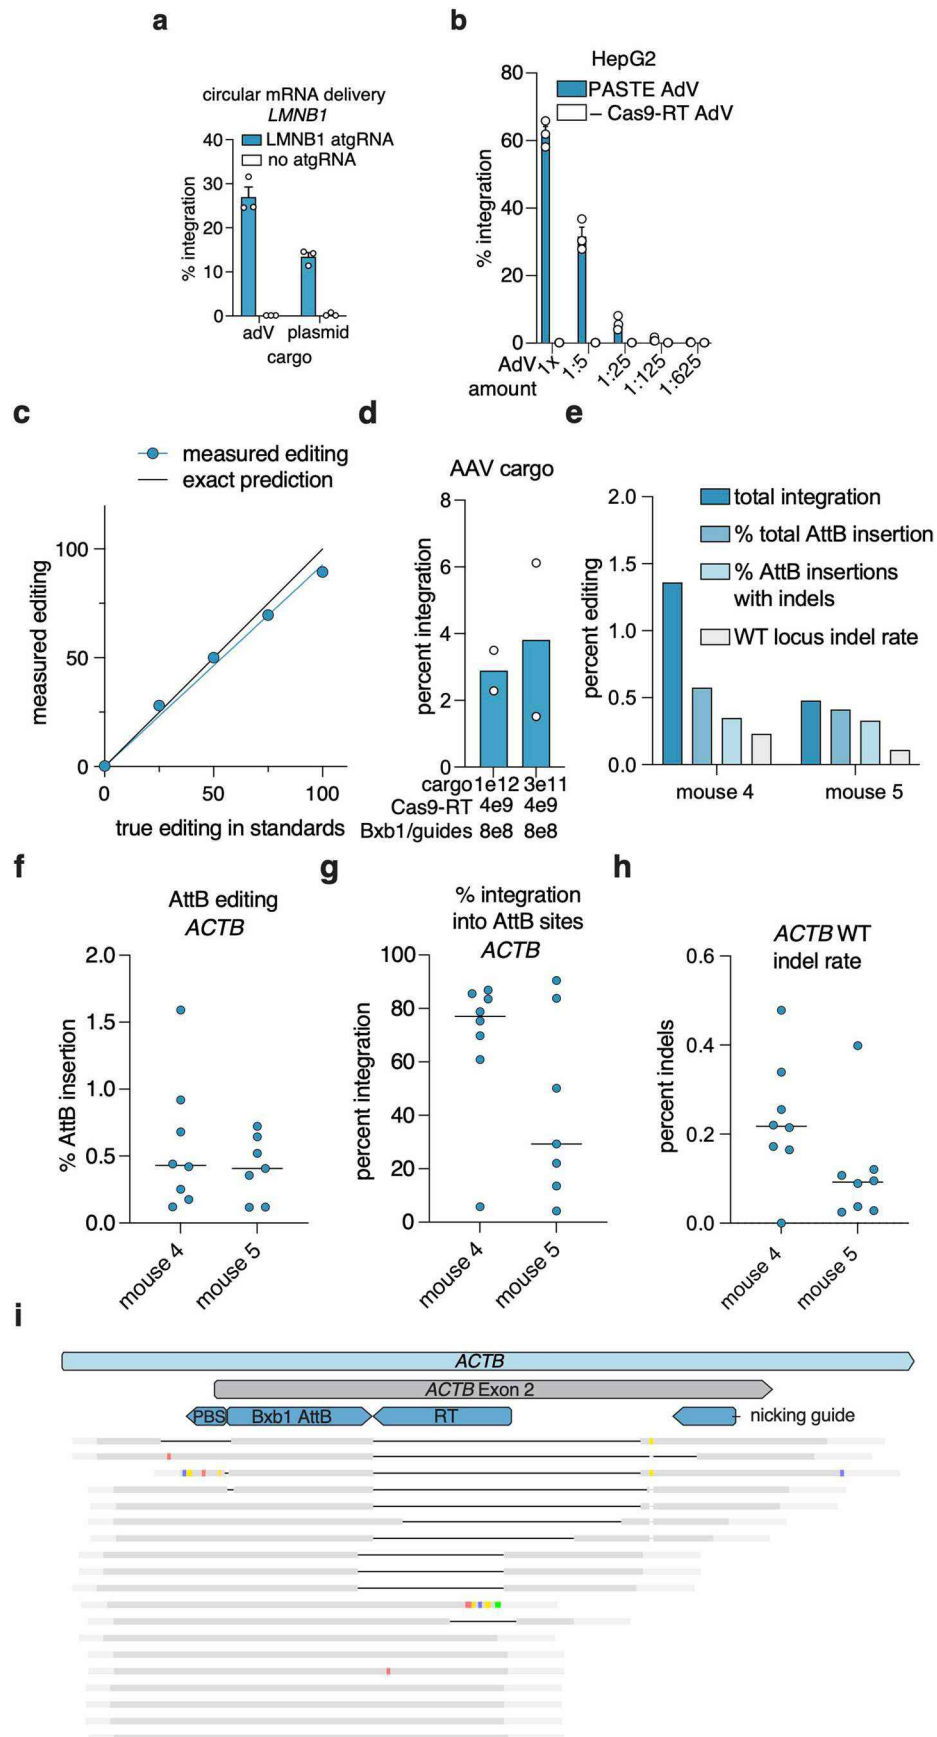 a
circular mRNA delivery
LMNB1
LMNB1 atgRNA
no atgRNA
% integration
40
30
20
10
0
adV plasmid
cargo
b
HepG2
PASTE AdV
– Cas9-RT AdV
% integration
80
60
40
20
0
AdV
amount
1x 1:5 1:25 1:125 1:625
c
measured editing
exact prediction
measured editing
100
50
0
0 50 100
true editing in standards
d
AAV cargo
percent integration
8
6
4
2
0
cargo 1e12 3e11
Cas9-RT 4e9 4e9
Bxb1/guides 8e8 8e8
e
total integration
% total AttB insertion
% AttB insertions
with indels
WT locus indel rate
percent editing
2.0
1.5
1.0
0.5
0.0
mouse 4 mouse 5
f
AttB editing
ACTB
% AttB insertion
2.0
1.5
1.0
0.5
0.0
mouse 4 mouse 5
g
% integration
into AttB sites
ACTB
percent integration
100
80
60
40
20
0
mouse 4 mouse 5
h
ACTB WT
indel rate
percent indels
0.6
0.4
0.2
0.0
mouse 4 mouse 5
i
ACTB
ACTB Exon 2
PBS Bxb1 AttB RT nicking guide